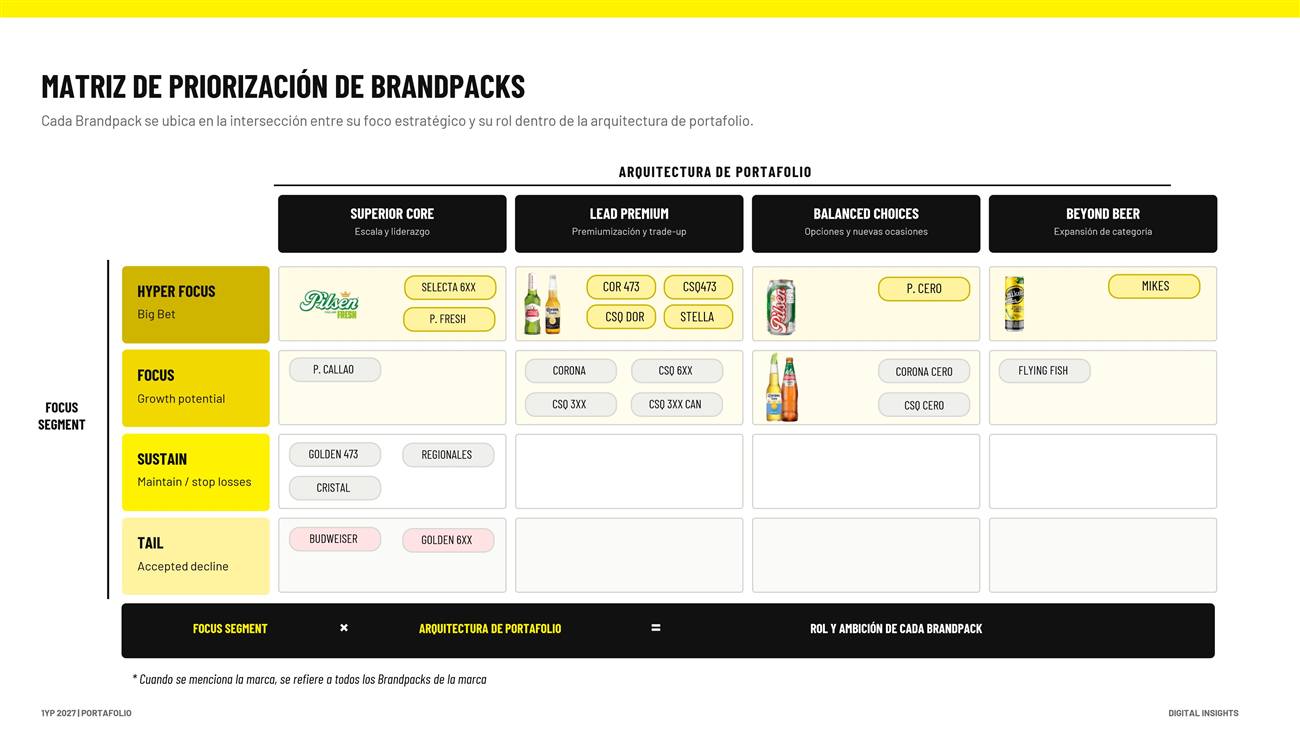 MATRIZ DE PRIORIZACIÓN DE BRANDPACKS
Cada Brandpack se ubica en la intersección entre su foco estratégico y su rol dentro de la arquitectura de portafolio.
ARQUITECTURA DE PORTAFOLIO
SUPERIOR CORE
Escala y liderazgo
LEAD PREMIUM
Premiumización y trade-up
BALANCED CHOICES
Opciones y nuevas ocasiones
BEYOND BEER
Expansión de categoría
FOCUS
SEGMENT
HYPER FOCUS
Big Bet
Pilsen
FRESH
SELECTA 6XX
P. FRESH
COR 473
CSQ473
CSQ DOR
STELLA
Pilsen
P. CERO
MIKES
FOCUS
Growth potential
P. CALLAO
CORONA
CSQ 6XX
CSQ 3XX
CSQ 3XX CAN
CORONA CERO
CSQ CERO
FLYING FISH
SUSTAIN
Maintain / stop losses
GOLDEN 473
REGIONALES
CRISTAL
TAIL
Accepted decline
BUDWEISER
GOLDEN 6XX
FOCUS SEGMENT × ARQUITECTURA DE PORTAFOLIO = ROL Y AMBICIÓN DE CADA BRANDPACK
* Cuando se menciona la marca, se refiere a todos los Brandpacks de la marca
1YP 2027 | PORTAFOLIO
DIGITAL INSIGHTS